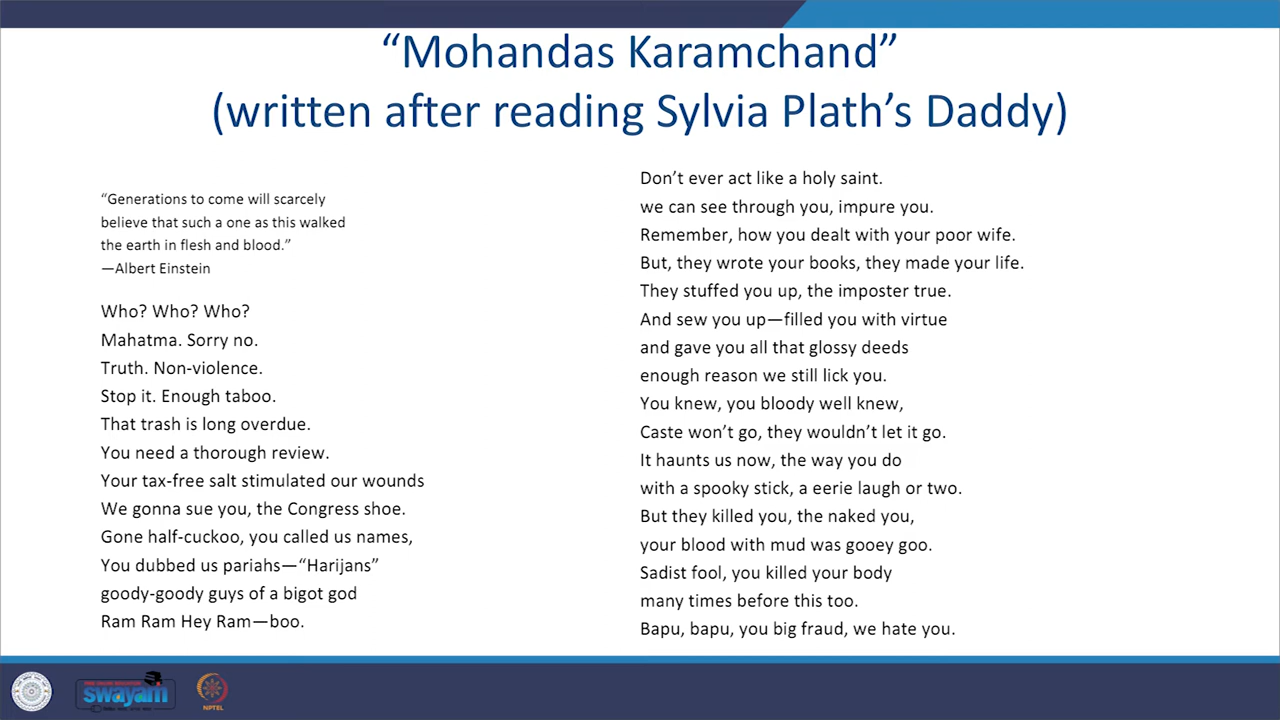 “Mohandas Karamchand”
(written after reading Sylvia Plath’s Daddy)
“Generations to come will scarcely
believe that such a one as this walked
the earth in flesh and blood.”
—Albert Einstein
Who? Who? Who?
Mahatma. Sorry no.
Truth. Non-violence.
Stop it. Enough taboo.
That trash is long overdue.
You need a thorough review.
Your tax-free salt stimulated our wounds
We gonna sue you, the Congress shoe.
Gone half-cuckoo, you called us names,
You dubbed us pariahs—“Harijans”
goody-goody guys of a bigot god
Ram Ram Hey Ram—boo.
Don’t ever act like a holy saint.
we can see through you, impure you.
Remember, how you dealt with your poor wife.
But, they wrote your books, they made your life.
They stuffed you up, the imposter true.
And sew you up—filled you with virtue
and gave you all that glossy deeds
enough reason we still lick you.
You knew, you bloody well knew,
Caste won’t go, they wouldn’t let it go.
It haunts us now, the way you do
with a spooky stick, a eerie laugh or two.
But they killed you, the naked you,
your blood with mud was gooey goo.
Sadist fool, you killed your body
many times before this too.
Bapu, bapu, you big fraud, we hate you.
swayam
NPTEL